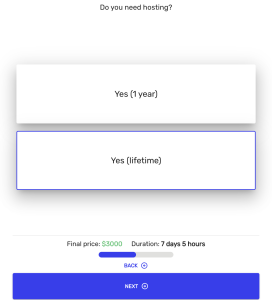 Do you need hosting?
Yes (1 year)
Yes (lifetime)
Final price: $3000 Duration: 7 days 5 hours
BACK
NEXT